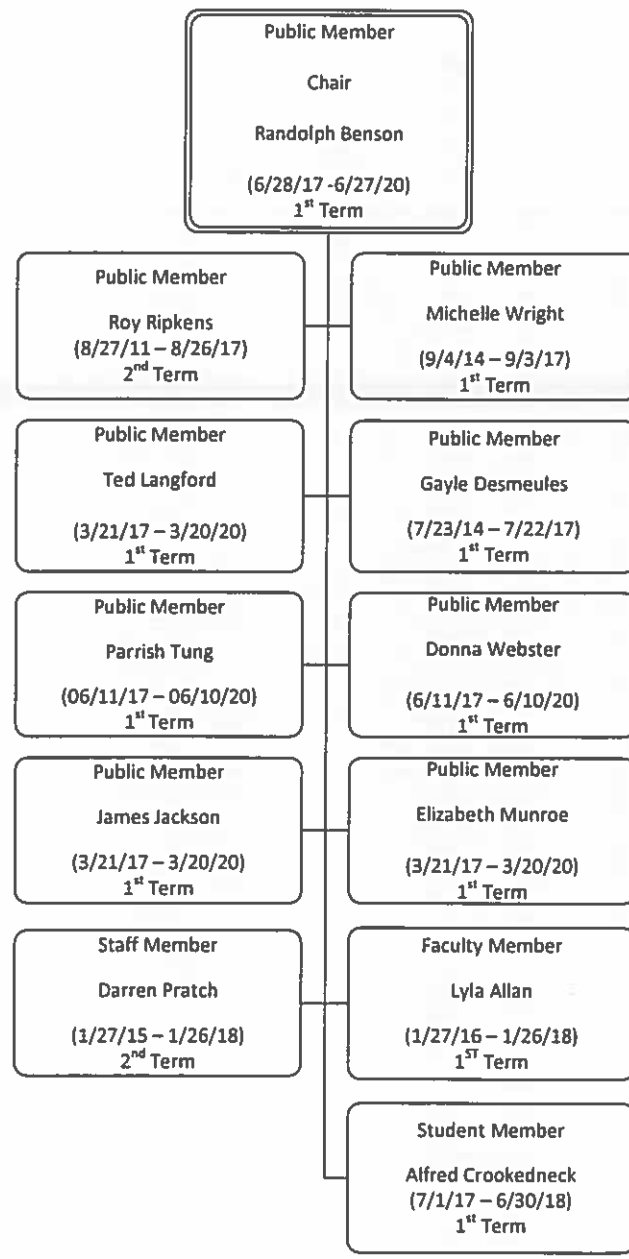 Public Member
Chair
Randolph Benson
(6/28/17 -6/27/20)
1st Term
Public Member
Roy Ripkens
(8/27/11 – 8/26/17)
2nd Term
Public Member
Michelle Wright
(9/4/14 – 9/3/17)
1st Term
Public Member
Ted Langford
(3/21/17 – 3/20/20)
1st Term
Public Member
Gayle Desmeules
(7/23/14 – 7/22/17)
1st Term
Public Member
Parrish Tung
(06/11/17 – 06/10/20)
1st Term
Public Member
Donna Webster
(6/11/17 – 6/10/20)
1st Term
Public Member
James Jackson
(3/21/17 – 3/20/20)
1st Term
Public Member
Elizabeth Munroe
(3/21/17 – 3/20/20)
1st Term
Staff Member
Darren Pratch
(1/27/15 – 1/26/18)
2nd Term
Faculty Member
Lyla Allan
(1/27/16 – 1/26/18)
1ST Term
Student Member
Alfred Crookedneck
(7/1/17 – 6/30/18)
1st Term